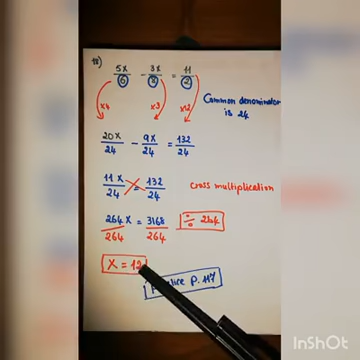 18) 5x/6 - 3x/8 = 11/2
x4 x3 x12
Common denominator is 24
20x/24 - 9x/24 = 132/24
11x/24 = 132/24 cross multiplication
264x/264 = 3168/264 ÷ 264
x = 12
Practice p. 117
InShOt